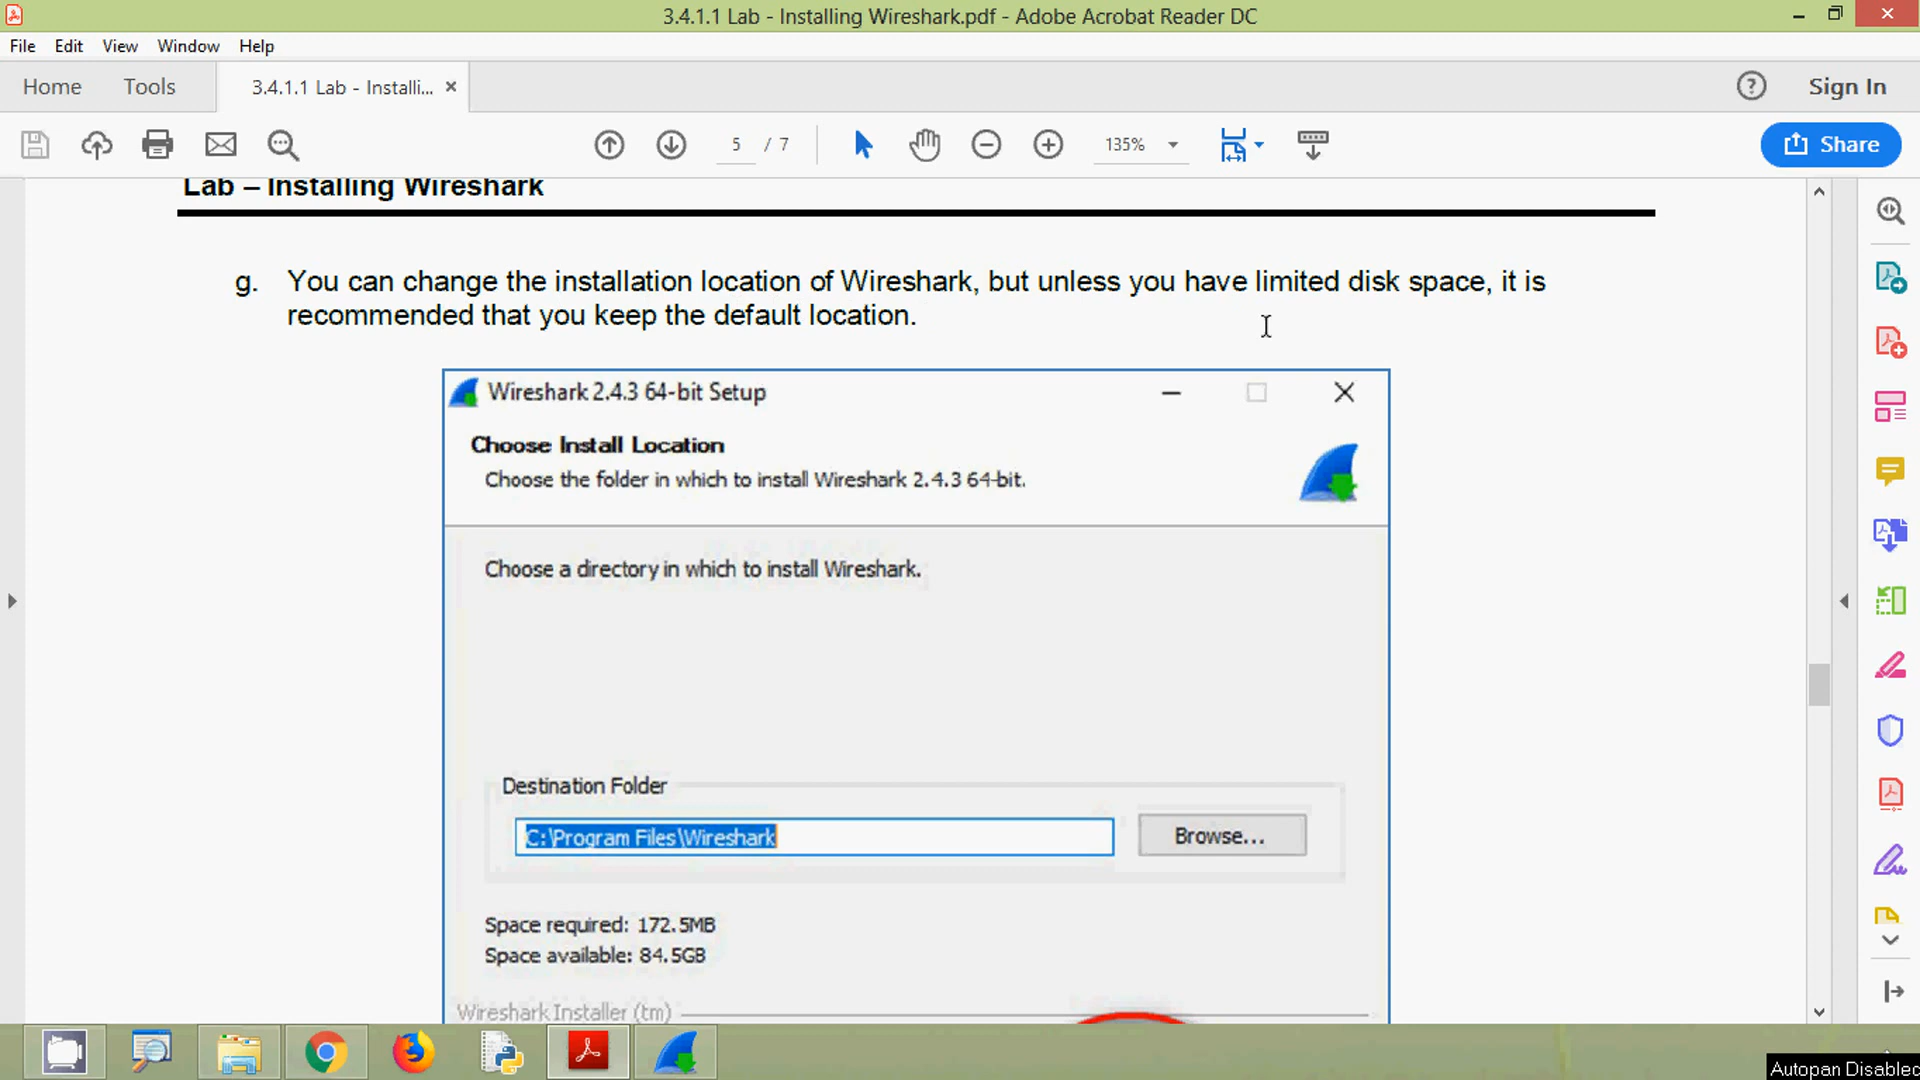 3.4.1.1 Lab - Installing Wireshark.pdf - Adobe Acrobat Reader DC
File Edit View Window Help
Home Tools 3.4.1.1 Lab - Installi... Sign In
5 / 7 135% Share
Lab – Installing Wireshark
g. You can change the installation location of Wireshark, but unless you have limited disk space, it is
recommended that you keep the default location.
Wireshark 2.4.3 64-bit Setup
Choose Install Location
Choose the folder in which to install Wireshark 2.4.3 64-bit.
Choose a directory in which to install Wireshark.
Destination Folder
C:\Program Files\Wireshark
Browse...
Space required: 172.5MB
Space available: 84.5GB
Wireshark Installer (tm)
Autopan Disabled